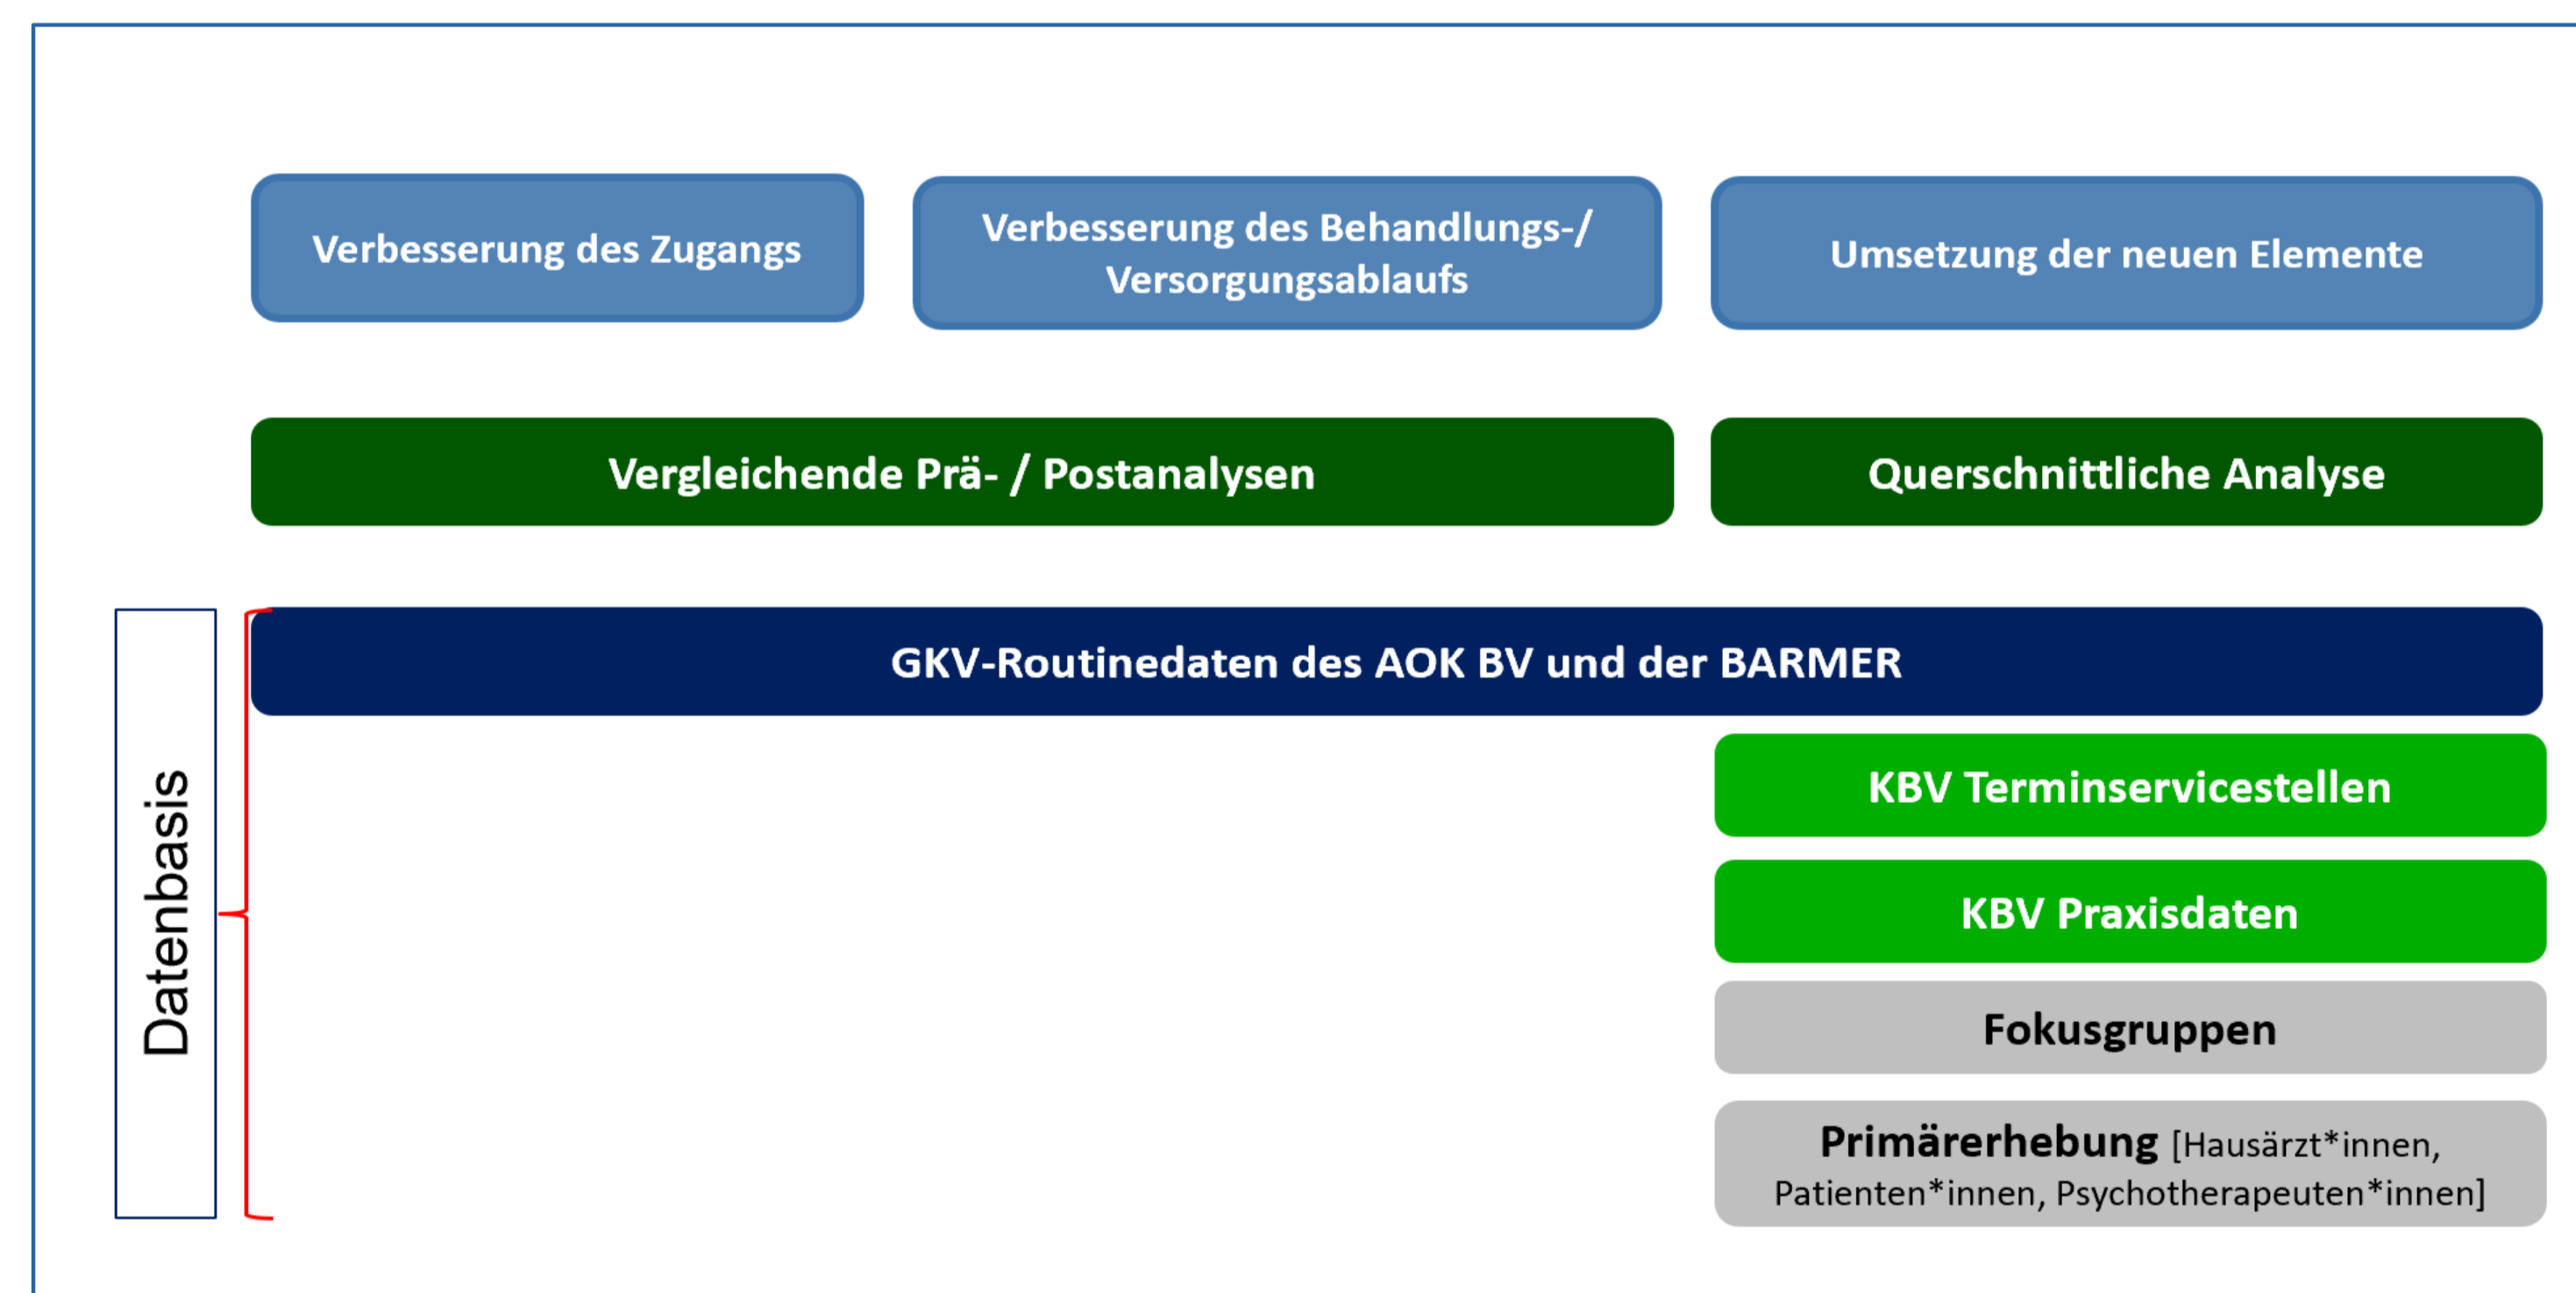 Verbesserung des Zugangs
Verbesserung des Behandlungs-/
Versorgungsablaufs
Umsetzung der neuen Elemente
Vergleichende Prä- / Postanalysen
Querschnittliche Analyse
Datenbasis
GKV-Routinedaten des AOK BV und der BARMER
KBV Terminservicestellen
KBV Praxisdaten
Fokusgruppen
Primärerhebung [Hausärzt*innen,
Patienten*innen, Psychotherapeuten*innen]